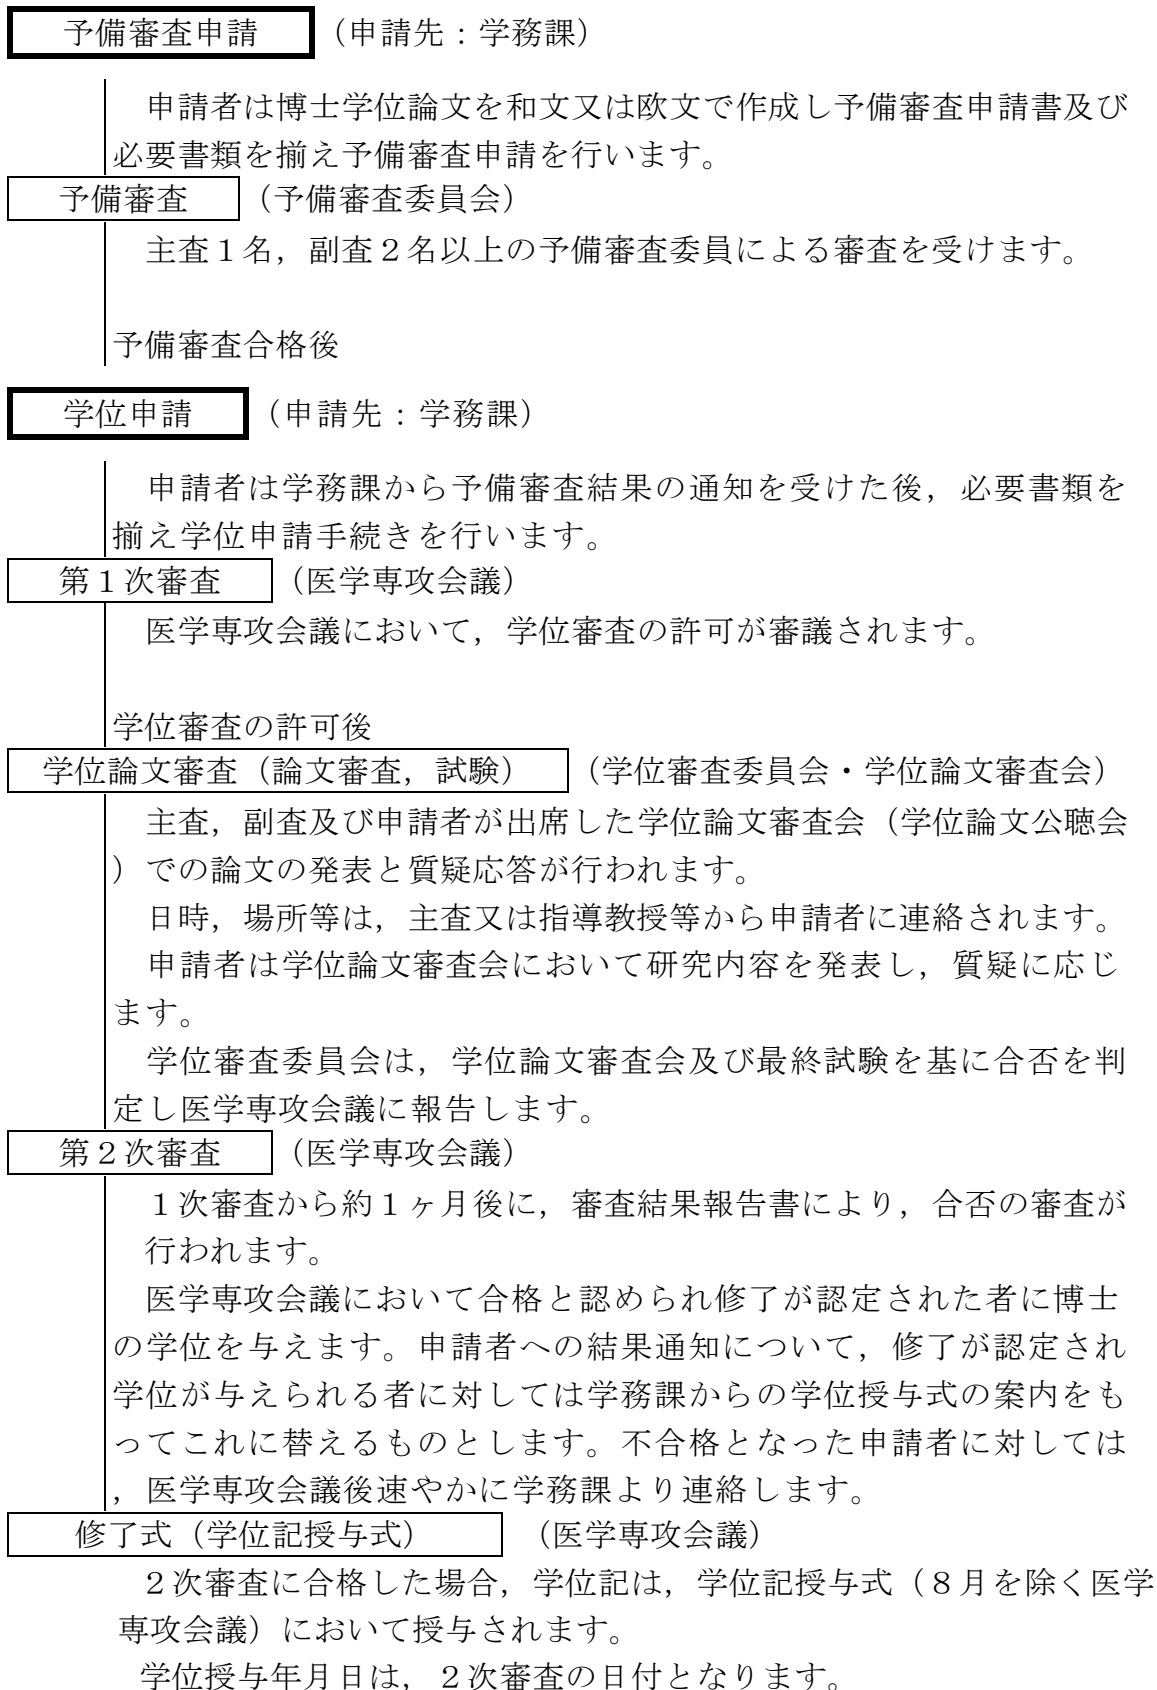 予備審査申請　（申請先：学務課）
申請者は博士学位論文を和文又は欧文で作成し予備審査申請書及び
必要書類を揃え予備審査申請を行います。
予備審査　（予備審査委員会）
主査１名，副査２名以上の予備審査委員による審査を受けます。
予備審査合格後
学位申請　（申請先：学務課）
申請者は学務課から予備審査結果の通知を受けた後，必要書類を
揃え学位申請手続きを行います。
第１次審査　（医学専攻会議）
医学専攻会議において，学位審査の許可が審議されます。
学位審査の許可後
学位論文審査（論文審査，試験）　（学位審査委員会・学位論文審査会）
主査，副査及び申請者が出席した学位論文審査会（学位論文公聴会
）での論文の発表と質疑応答が行われます。
日時，場所等は，主査又は指導教授等から申請者に連絡されます。
申請者は学位論文審査会において研究内容を発表し，質疑に応じ
ます。
学位審査委員会は，学位論文審査会及び最終試験を基に合否を判
定し医学専攻会議に報告します。
第２次審査　（医学専攻会議）
１次審査から約１ヶ月後に，審査結果報告書により，合否の審査が
行われます。
医学専攻会議において合格と認められ修了が認定された者に博士
の学位を与えます。申請者への結果通知について，修了が認定され
学位が与えられる者に対しては学務課からの学位授与式の案内をも
ってこれに替えるものとします。不合格となった申請者に対しては
，医学専攻会議後速やかに学務課より連絡します。
修了式（学位記授与式）　（医学専攻会議）
２次審査に合格した場合，学位記は，学位記授与式（８月を除く医学
専攻会議）において授与されます。
学位授与年月日は，２次審査の日付となります。